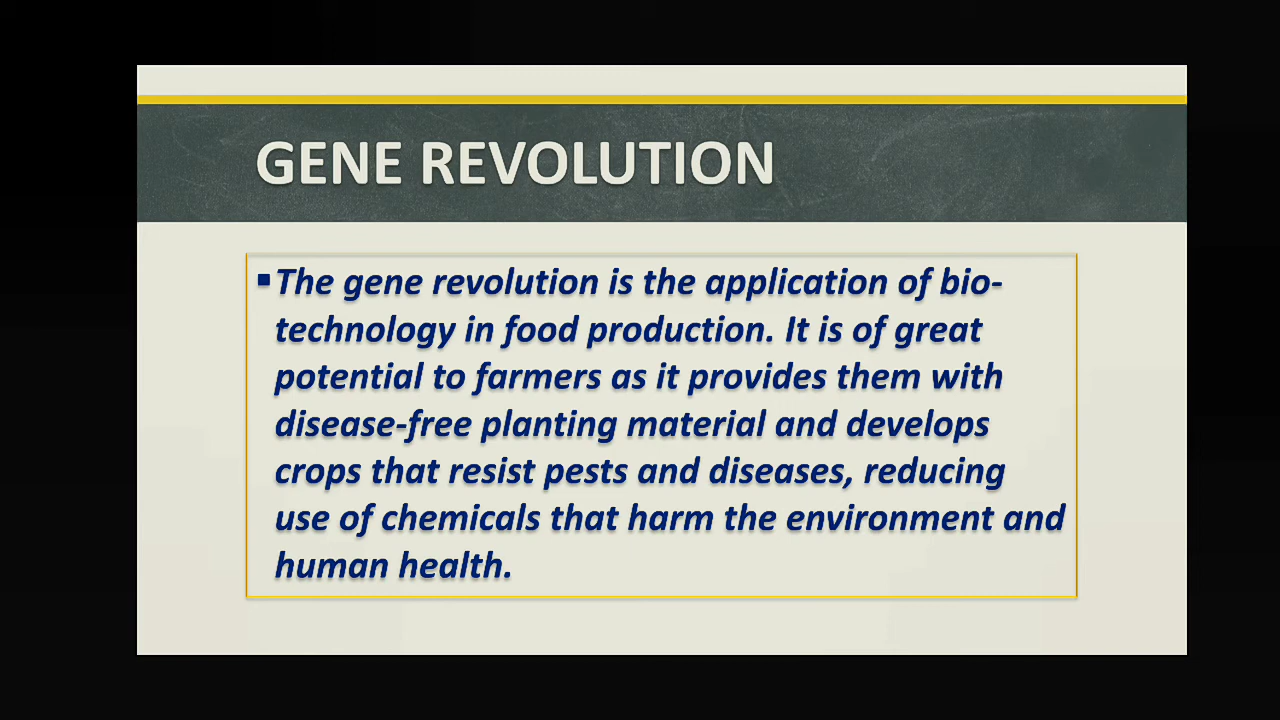 GENE REVOLUTION
▪The gene revolution is the application of bio-
technology in food production. It is of great
potential to farmers as it provides them with
disease-free planting material and develops
crops that resist pests and diseases, reducing
use of chemicals that harm the environment and
human health.